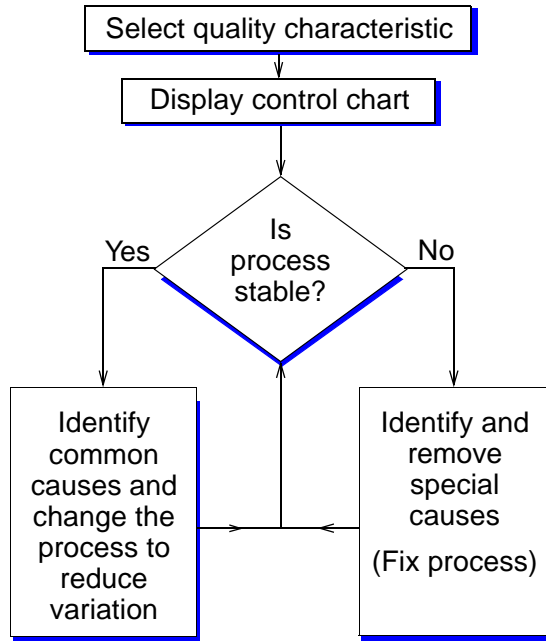 Select quality characteristic
Display control chart
Is
process
stable?
Yes
No
Identify
common
causes and
change the
process to
reduce
variation
Identify and
remove
special
causes
(Fix process)